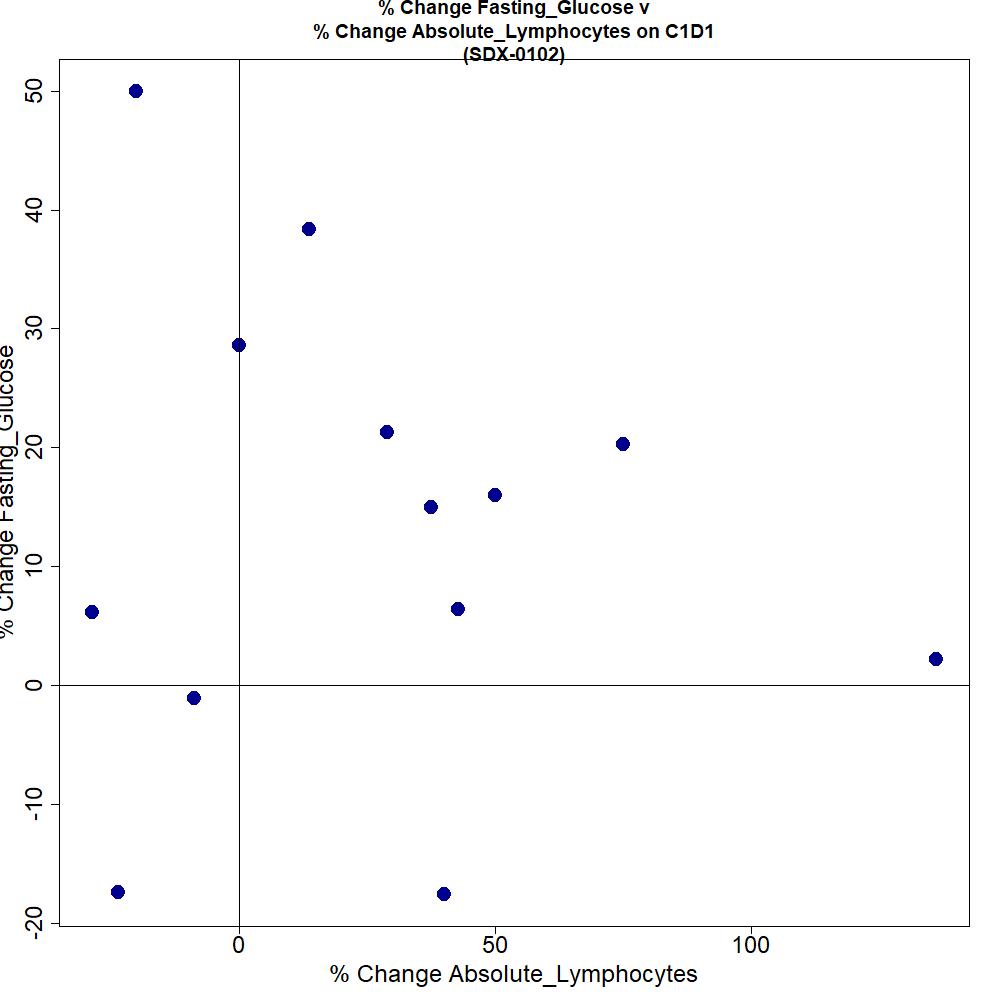 % Change Fasting_Glucose v
% Change Absolute_Lymphocytes on C1D1
(SDX-0102)
% Change Fasting_Glucose
50
40
30
20
10
0
-10
-20
0 50 100
% Change Absolute_Lymphocytes